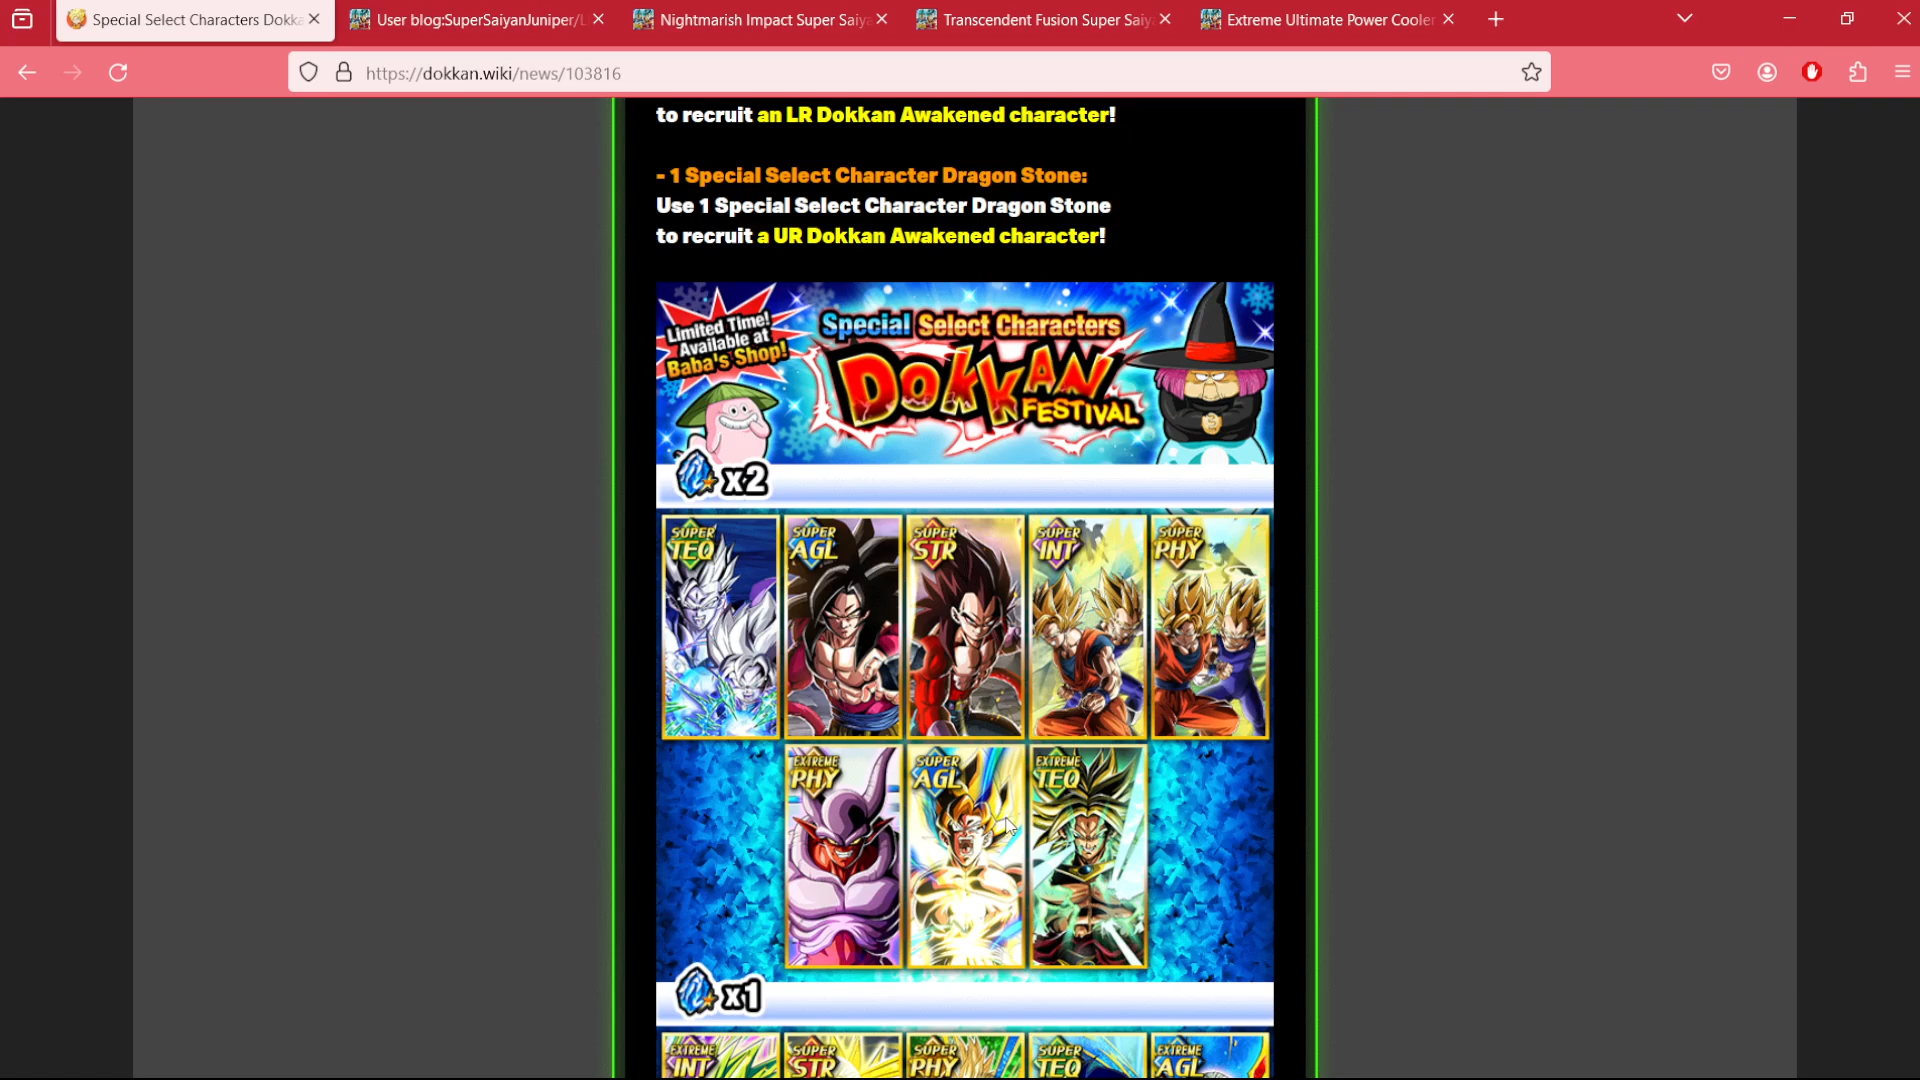 Special Select Characters Dokka
User blog:SuperSaiyanJuniper/L
Nightmarish Impact Super Saiya
Transcendent Fusion Super Saiy
Extreme Ultimate Power Cooler
https://dokkan.wiki/news/103816
to recruit an LR Dokkan Awakened character!
- 1 Special Select Character Dragon Stone:
Use 1 Special Select Character Dragon Stone
to recruit a UR Dokkan Awakened character!
Limited Time!
Available at
Baba's Shop!
Special Select Characters
DOKKAN
FESTIVAL
x2
SUPER
TEQ
SUPER
AGL
SUPER
STR
SUPER
INT
SUPER
PHY
EXTREME
PHY
SUPER
AGL
EXTREME
TEQ
x1
EXTREME
INT
SUPER
STR
SUPER
PHY
SUPER
TEQ
EXTREME
AGL